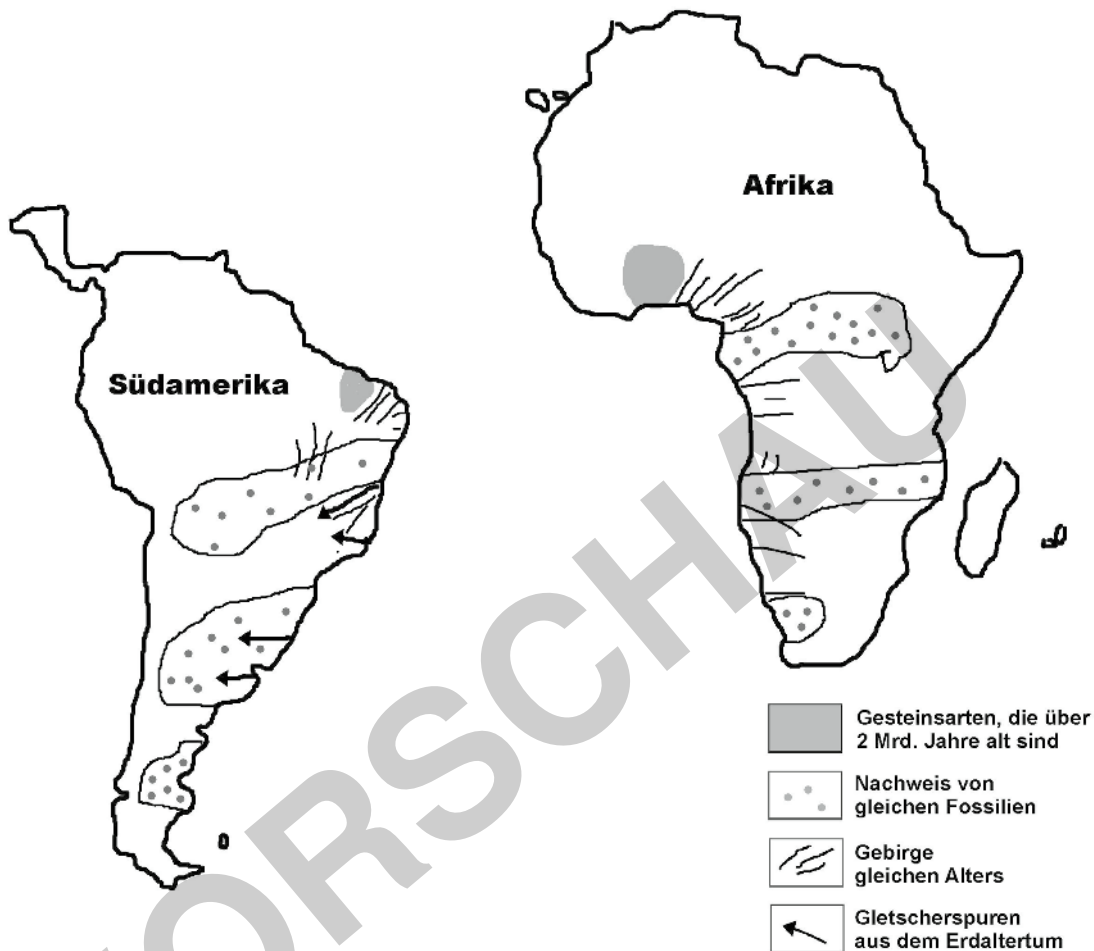 Afrika
Südamerika
VORSCHAU
Gesteinsarten, die über
2 Mrd. Jahre alt sind
Nachweis von
gleichen Fossilien
Gebirge
gleichen Alters
Gletscherspuren
aus dem Erdaltertum